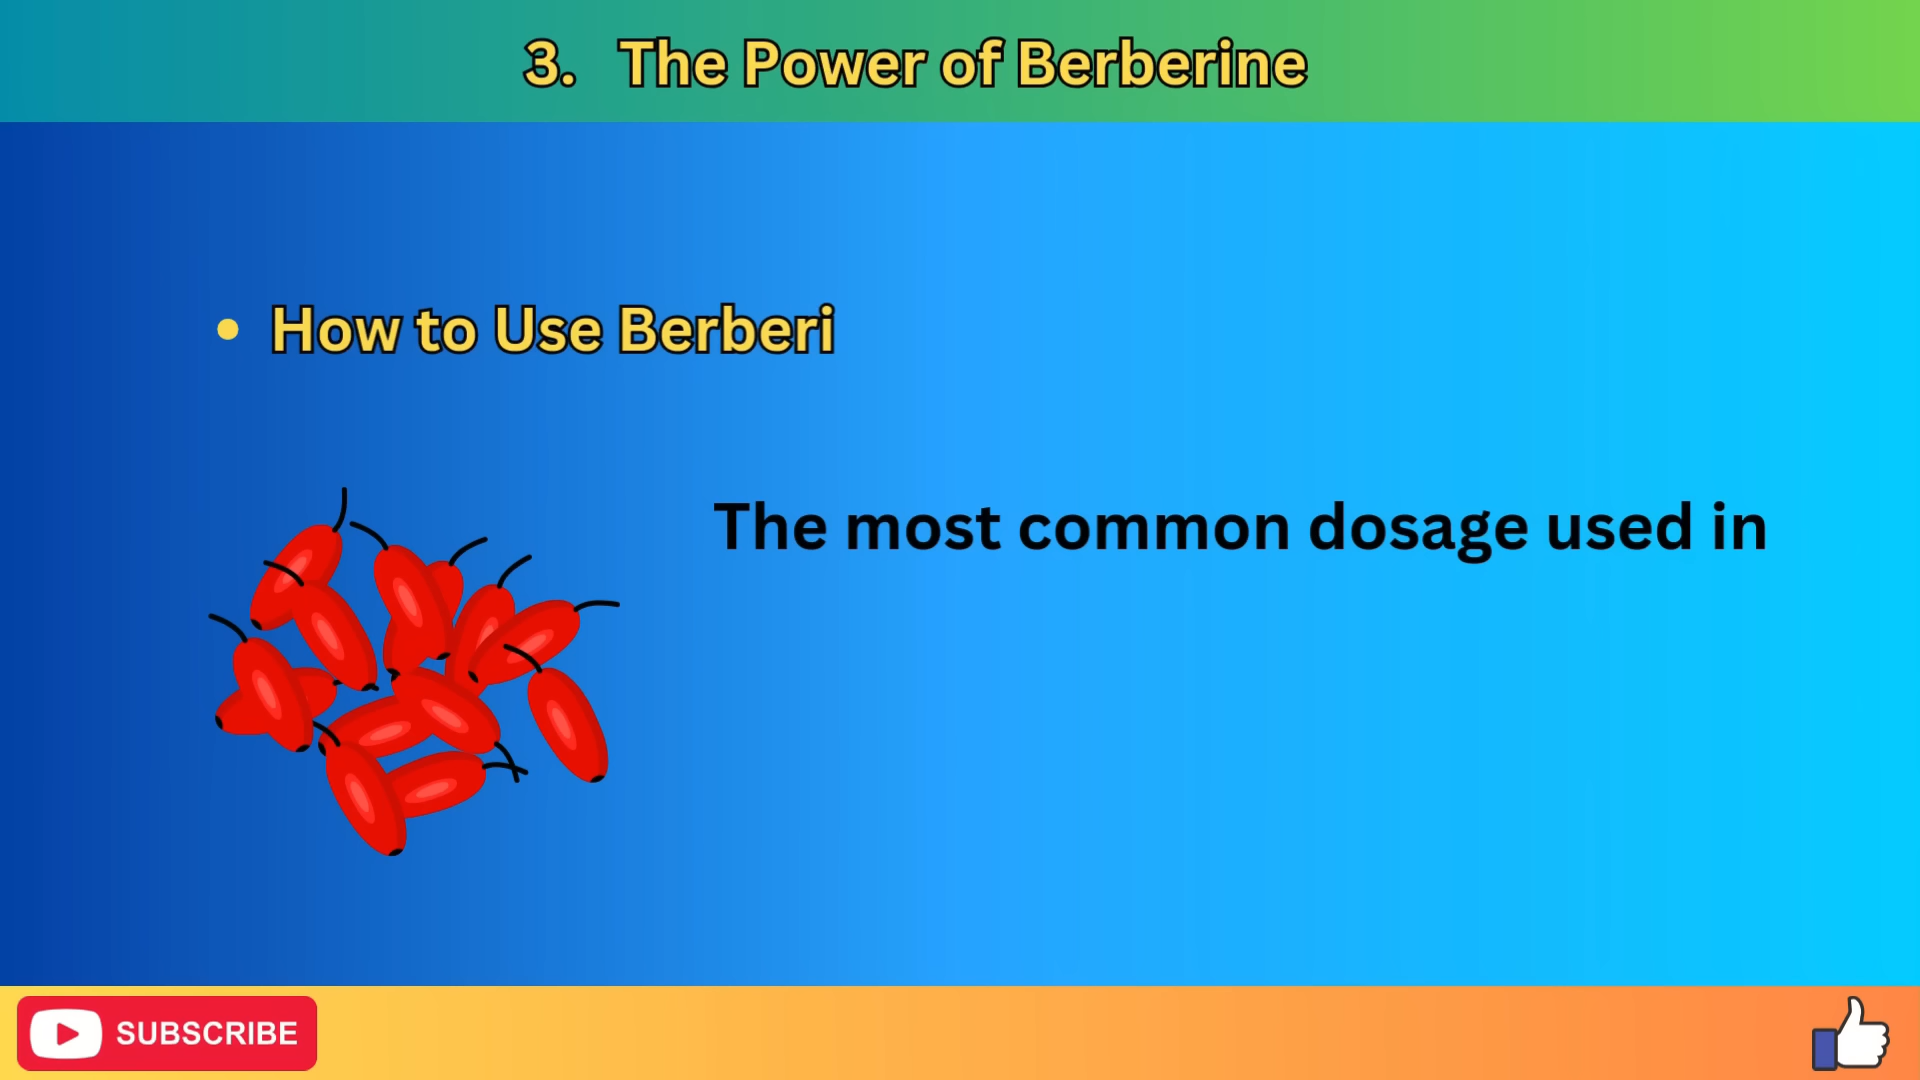 3. The Power of Berberine
• How to Use Berberi
The most common dosage used in
SUBSCRIBE